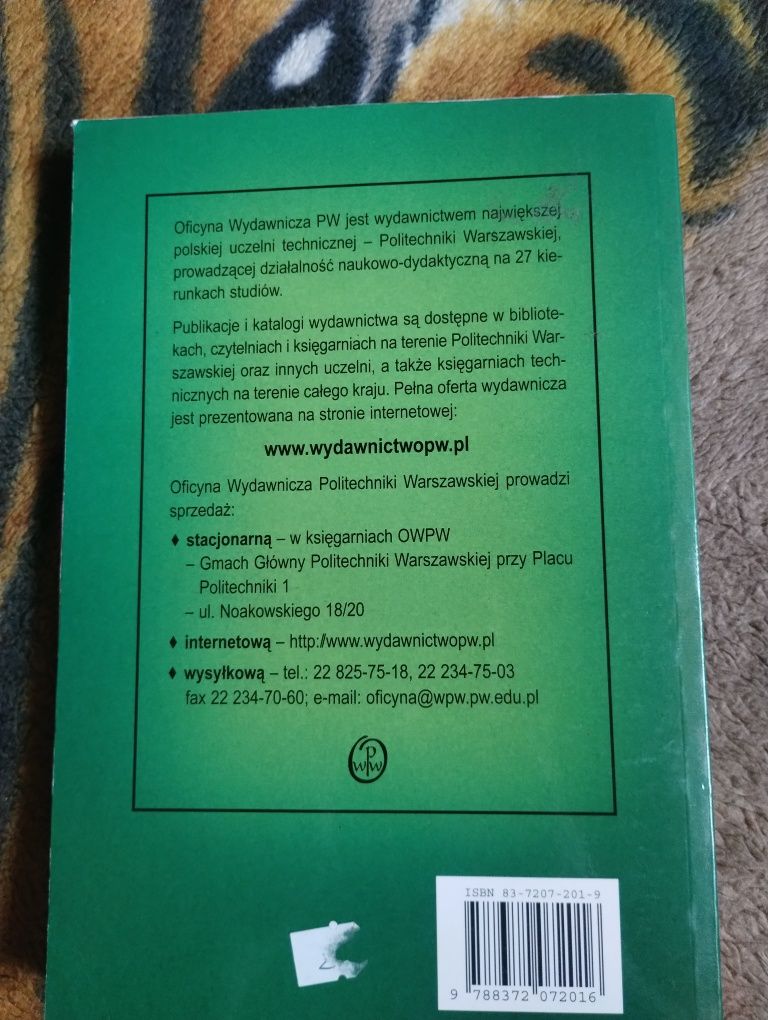 Oficyna Wydawnicza PW jest wydawnictwem największej
polskiej uczelni technicznej – Politechniki Warszawskiej,
prowadzącej działalność naukowo-dydaktyczną na 27 kie-
runkach studiów.
Publikacje i katalogi wydawnictwa są dostępne w bibliote-
kach, czytelniach i księgarniach na terenie Politechniki War-
szawskiej oraz innych uczelni, a także księgarniach tech-
nicznych na terenie całego kraju. Pełna oferta wydawnicza
jest prezentowana na stronie internetowej:
www.wydawnictwopw.pl
Oficyna Wydawnicza Politechniki Warszawskiej prowadzi
sprzedaż:
♦ stacjonarną – w księgarniach OWPW
– Gmach Główny Politechniki Warszawskiej przy Placu
Politechniki 1
– ul. Noakowskiego 18/20
♦ internetową – http://www.wydawnictwopw.pl
♦ wysyłkową – tel.: 22 825-75-18, 22 234-75-03
fax 22 234-70-60; e-mail: oficyna@wpw.pw.edu.pl
ISBN 83-7207-201-9
9 788372 072016